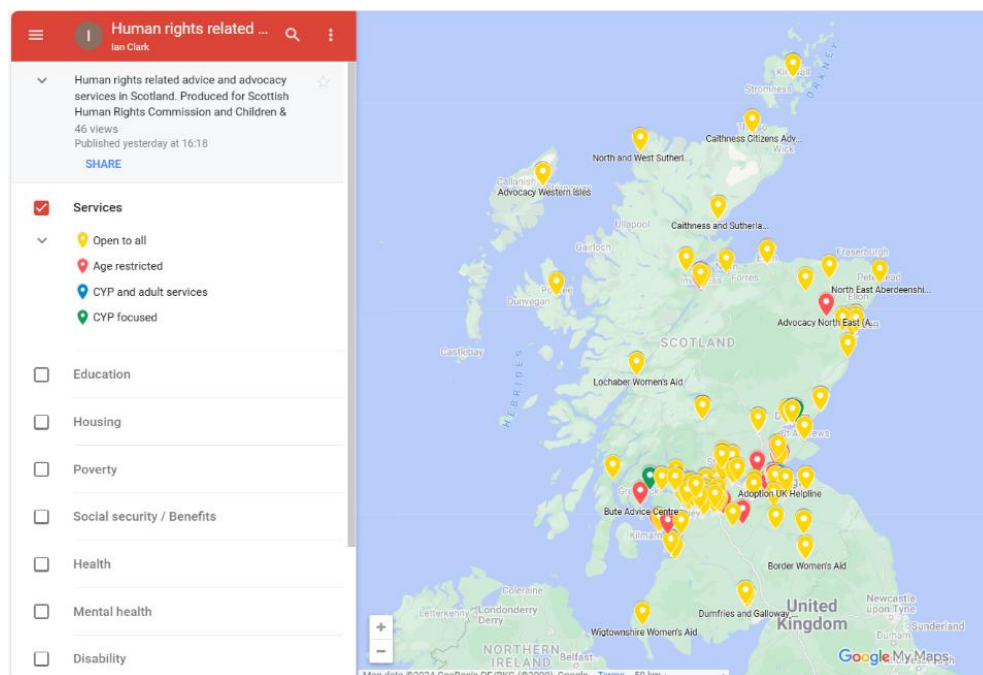 Human rights related ...
I
Ian Clark
Human rights related advice and advocacy
services in Scotland. Produced for Scottish
Human Rights Commission and Children &
46 views
Published yesterday at 16:18
SHARE
Services
Open to all
Age restricted
CYP and adult services
CYP focused
Education
Housing
Poverty
Social security / Benefits
Health
Mental health
Disability
Stromness
ORKNEY
Caithness Citizens Adv...
Wick
North and West Sutherl...
Callanish
Advocacy Western Isles
Ullapool
Caithness and Sutherla...
Gairloch
Fraserburgh
Forres
Dunvegan
North East Aberdeenshi...
Ellon
Advocacy North East (A...
SCOTLAND
Castlebay
HEBRIDES
Lochaber Women's Aid
Adoption UK Helpline
Bute Advice Centre
Border Women's Aid
Coleraine
Letterkenny
Londonderry
Derry
Dumfries and Galloway...
United
Kingdom
Newcastle
upon Tyne
Sunderland
Durham
Wigtownshire Women's Aid
NORTHERN
IRELAND
Belfast
Google My Maps
+
−
Terms
50 km